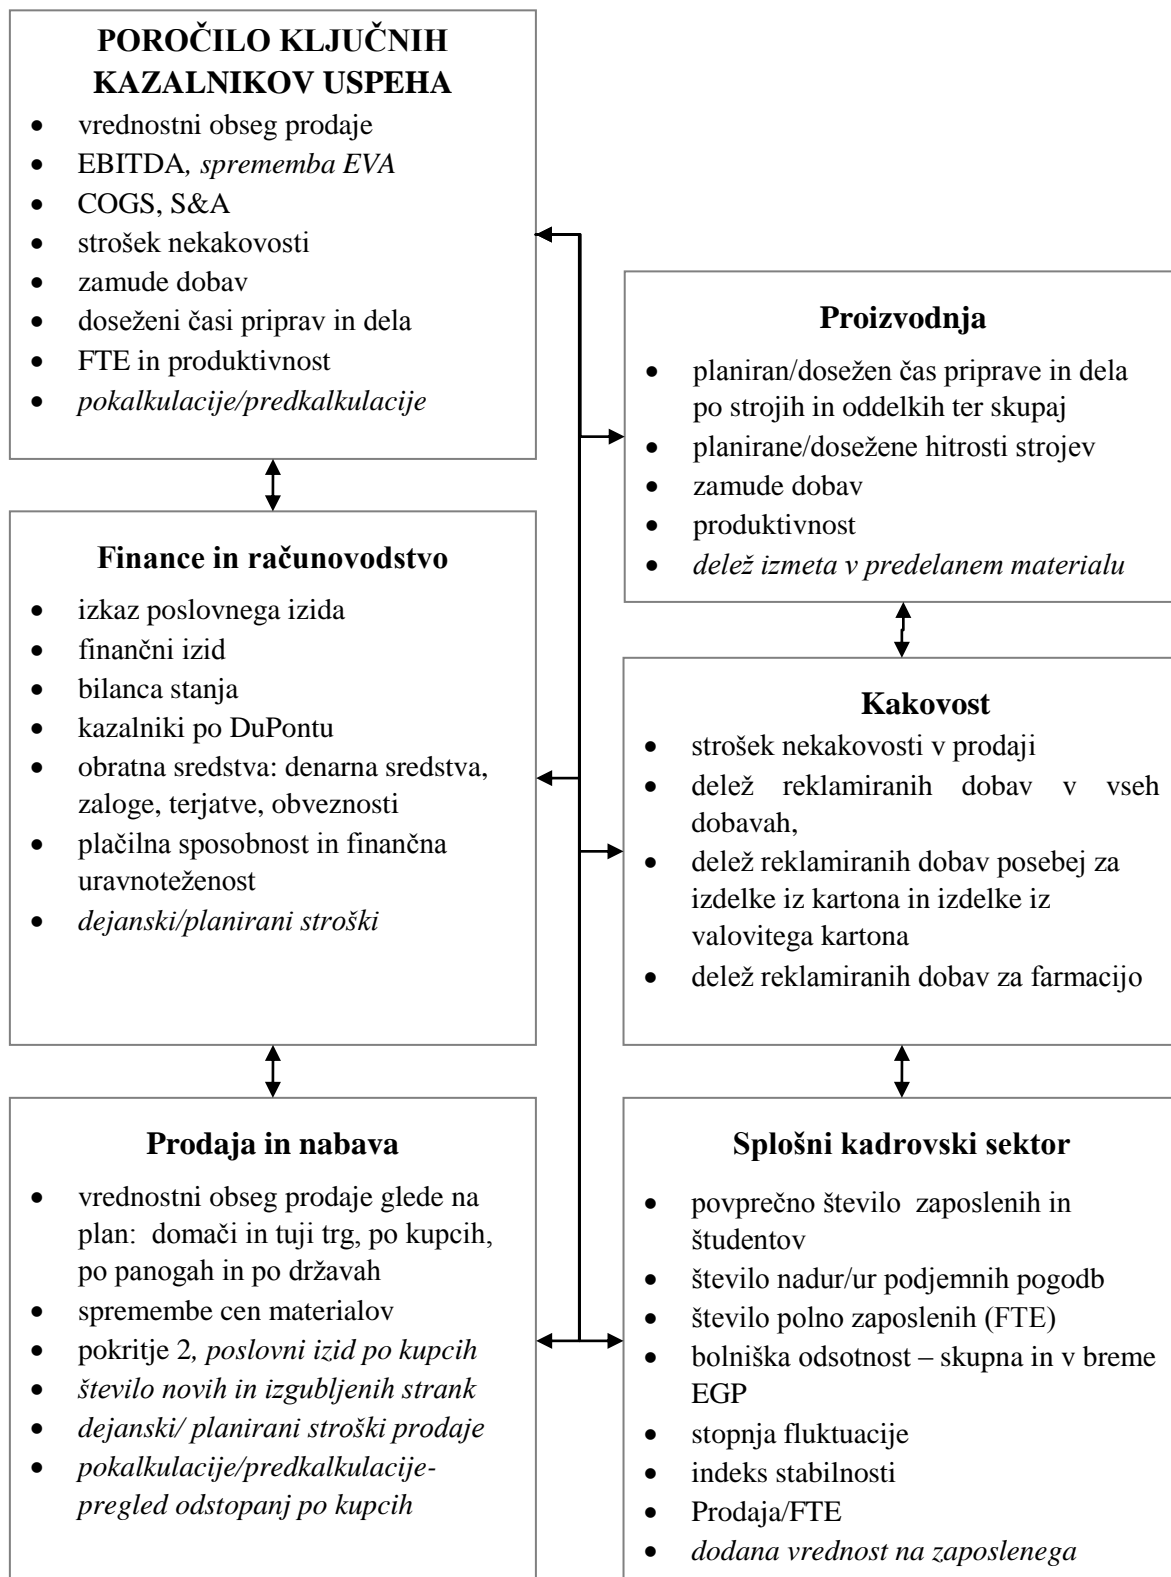 POROČILO KLJUČNIH
KAZALNIKOV USPEHA
• vrednostni obseg prodaje
• EBITDA, sprememba EVA
• COGS, S&A
• strošek nekakovosti
• zamude dobav
• doseženi časi priprav in dela
• FTE in produktivnost
• pokalkulacije/predkalkulacije
Finance in računovodstvo
• izkaz poslovnega izida
• finančni izid
• bilanca stanja
• kazalniki po DuPontu
• obratna sredstva: denarna sredstva,
zaloge, terjatve, obveznosti
• plačilna sposobnost in finančna
uravnoteženost
• dejanski/planirani stroški
Prodaja in nabava
• vrednostni obseg prodaje glede na
plan: domači in tuji trg, po kupcih,
po panogah in po državah
• spremembe cen materialov
• pokritje 2, poslovni izid po kupcih
• število novih in izgubljenih strank
• dejanski/ planirani stroški prodaje
• pokalkulacije/predkalkulacije-
pregled odstopanj po kupcih
Proizvodnja
• planiran/dosežen čas priprave in dela
po strojih in oddelkih ter skupaj
• planirane/dosežene hitrosti strojev
• zamude dobav
• produktivnost
• delež izmeta v predelanem materialu
Kakovost
• strošek nekakovosti v prodaji
• delež reklamiranih dobav v vseh
dobavah,
• delež reklamiranih dobav posebej za
izdelke iz kartona in izdelke iz
valovitega kartona
• delež reklamiranih dobav za farmacijo
Splošni kadrovski sektor
• povprečno število zaposlenih in
študentov
• število nadur/ur podjemnih pogodb
• število polno zaposlenih (FTE)
• bolniška odsotnost – skupna in v breme
EGP
• stopnja fluktuacije
• indeks stabilnosti
• Prodaja/FTE
• dodana vrednost na zaposlenega